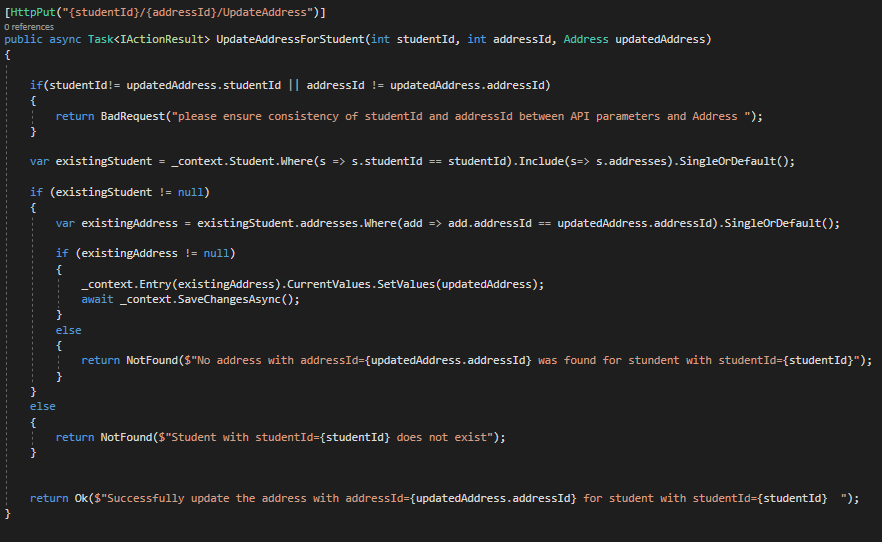 [HttpPut("{studentId}/{addressId}/UpdateAddress")]
0 references
public async Task<IActionResult> UpdateAddressForStudent(int studentId, int addressId, Address updatedAddress)
{
if(studentId!= updatedAddress.studentId || addressId != updatedAddress.addressId)
{
return BadRequest("please ensure consistency of studentId and addressId between API parameters and Address ");
}
var existingStudent = _context.Student.Where(s => s.studentId == studentId).Include(s=> s.addresses).SingleOrDefault();
if (existingStudent != null)
{
var existingAddress = existingStudent.addresses.Where(add => add.addressId == updatedAddress.addressId).SingleOrDefault();
if (existingAddress != null)
{
_context.Entry(existingAddress).CurrentValues.SetValues(updatedAddress);
await _context.SaveChangesAsync();
}
else
{
return NotFound($"No address with addressId={updatedAddress.addressId} was found for stundent with studentId={studentId}");
}
}
else
{
return NotFound($"Student with studentId={studentId} does not exist");
}
return Ok($"Successfully update the address with addressId={updatedAddress.addressId} for student with studentId={studentId}  ");
}